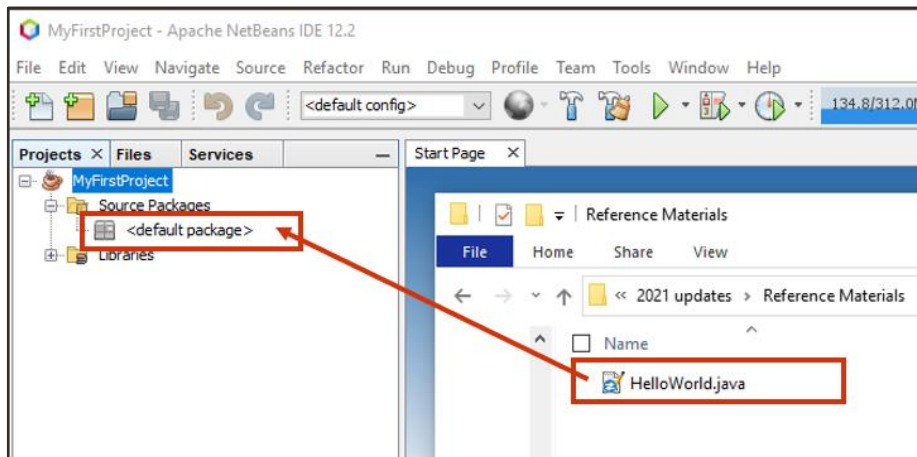 MyFirstProject - Apache NetBeans IDE 12.2
File Edit View Navigate Source Refactor Run Debug Profile Team Tools Window Help
<default config>
134.8/312.0M
Projects × Files Services
Start Page ×
MyFirstProject
Source Packages
<default package>
Libraries
Reference Materials
File Home Share View
« 2021 updates > Reference Materials
Name
HelloWorld.java